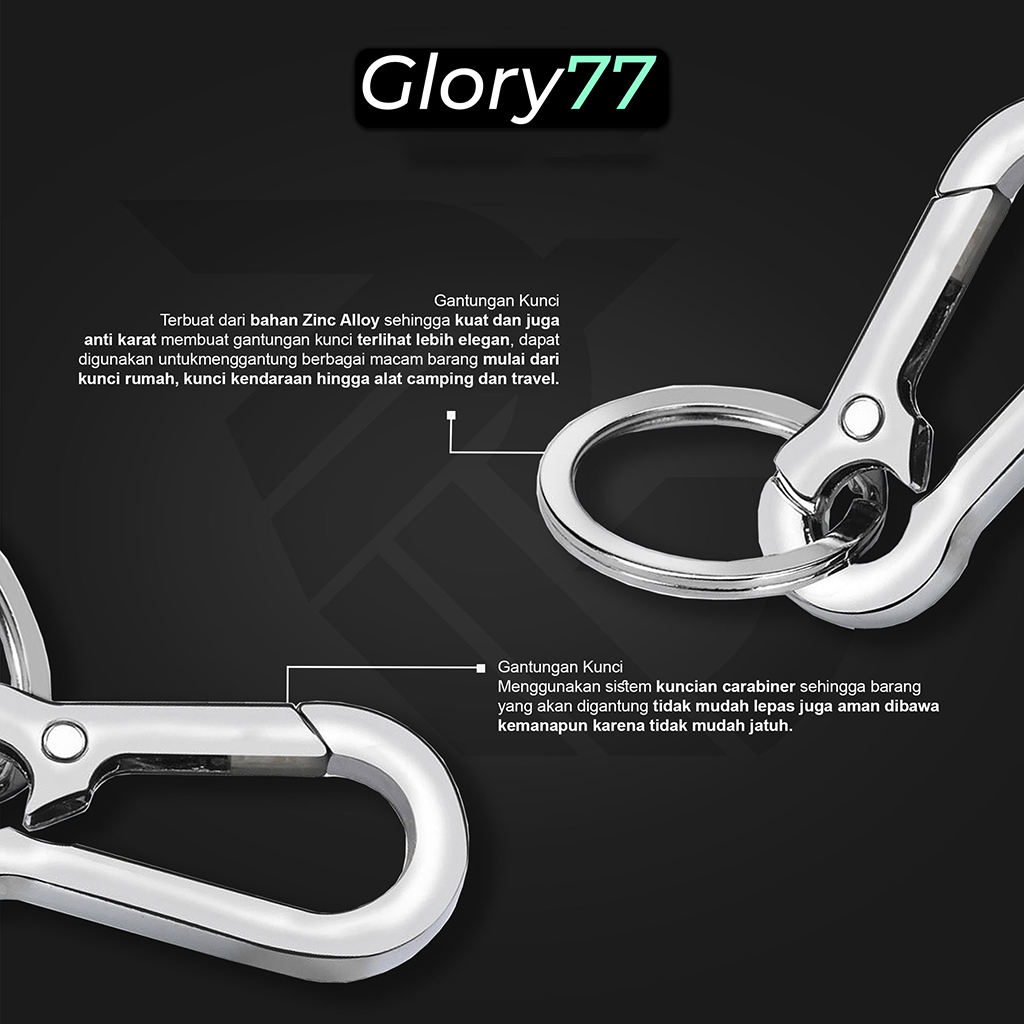 Glory77
Gantungan Kunci
Terbuat dari bahan Zinc Alloy sehingga kuat dan juga
anti karat membuat gantungan kunci terlihat lebih elegan, dapat
digunakan untukmenggantung berbagai macam barang mulai dari
kunci rumah, kunci kendaraan hingga alat camping dan travel.
Gantungan Kunci
Menggunakan sistem kuncian carabiner sehingga barang
yang akan digantung tidak mudah lepas juga aman dibawa
kemanapun karena tidak mudah jatuh.